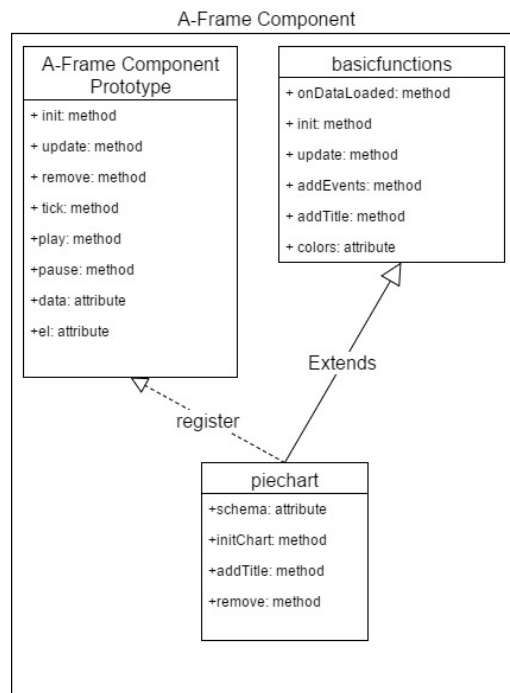 A-Frame Component
A-Frame Component
Prototype
+ init: method
+ update: method
+ remove: method
+ tick: method
+play: method
+pause: method
+data: attribute
+el: attribute
basicfunctions
+ onDataLoaded: method
+ init: method
+ update: method
+ addEvents: method
+ addTitle: method
+ colors: attribute
Extends
register
piechart
+schema: attribute
+initChart: method
+addTitle: method
+remove: method